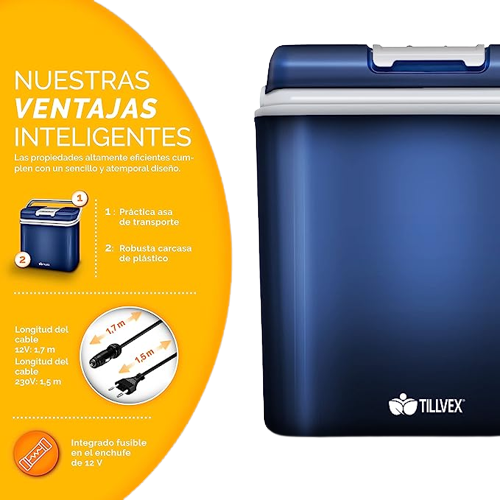 NUESTRAS
VENTAJAS
INTELIGENTES
Las propiedades altamente eficientes cum-
plen con un sencillo y atemporal diseño.
1
2
1 : Práctica asa
de transporte
2: Robusta carcasa
de plástico
Longitud del
cable
12V: 1,7 m
Longitud del
cable
230V: 1,5 m
1,7 m
1,5 m
Integrado fusible
en el enchufe
de 12 V
TILLVEX